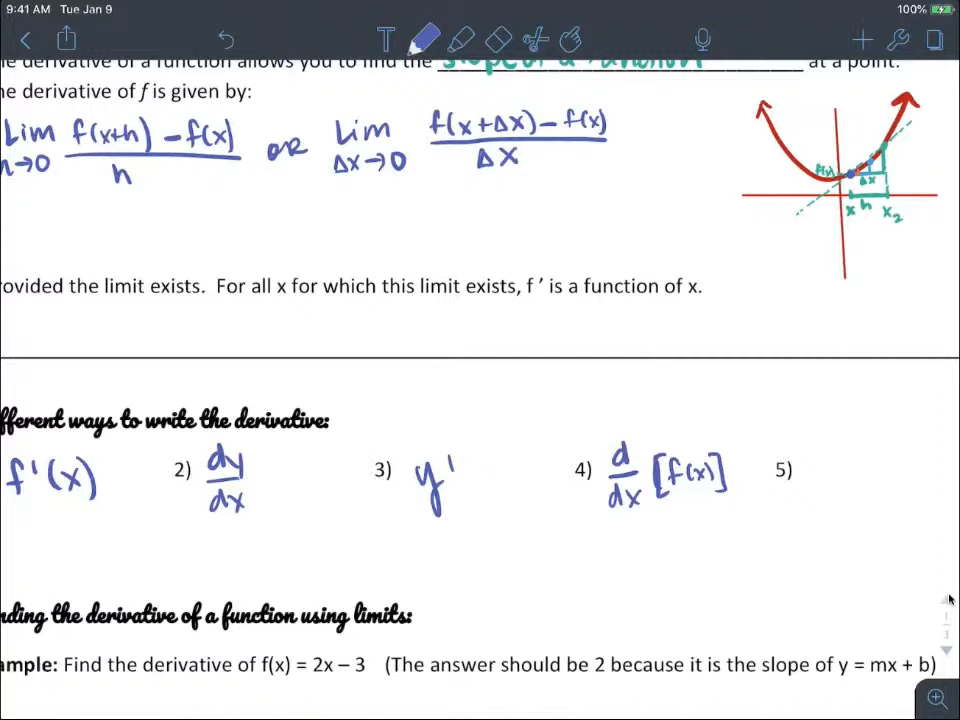 9:41 AM Tue Jan 9 100%
he derivative of a function allows you to find the slope of a function at a point.
he derivative of f is given by:
Lim h→0 f(x+h) – f(x) / h or Lim Δx→0 f(x+Δx) – f(x) / Δx
f(x) Δx
x h x₂
rovided the limit exists. For all x for which this limit exists, f ' is a function of x.
fferent ways to write the derivative:
f'(x) 2) dy/dx 3) y' 4) d/dx [f(x)] 5)
nding the derivative of a function using limits:
ample: Find the derivative of f(x) = 2x – 3 (The answer should be 2 because it is the slope of y = mx + b)